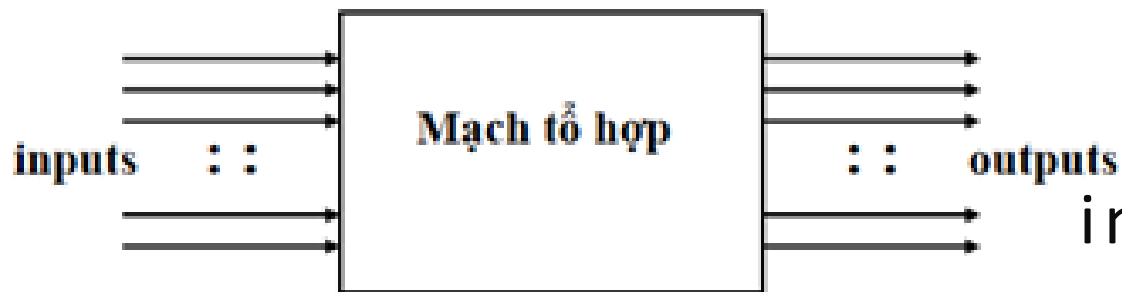 Mạch tổ hợp
inputs : :
: : outputs